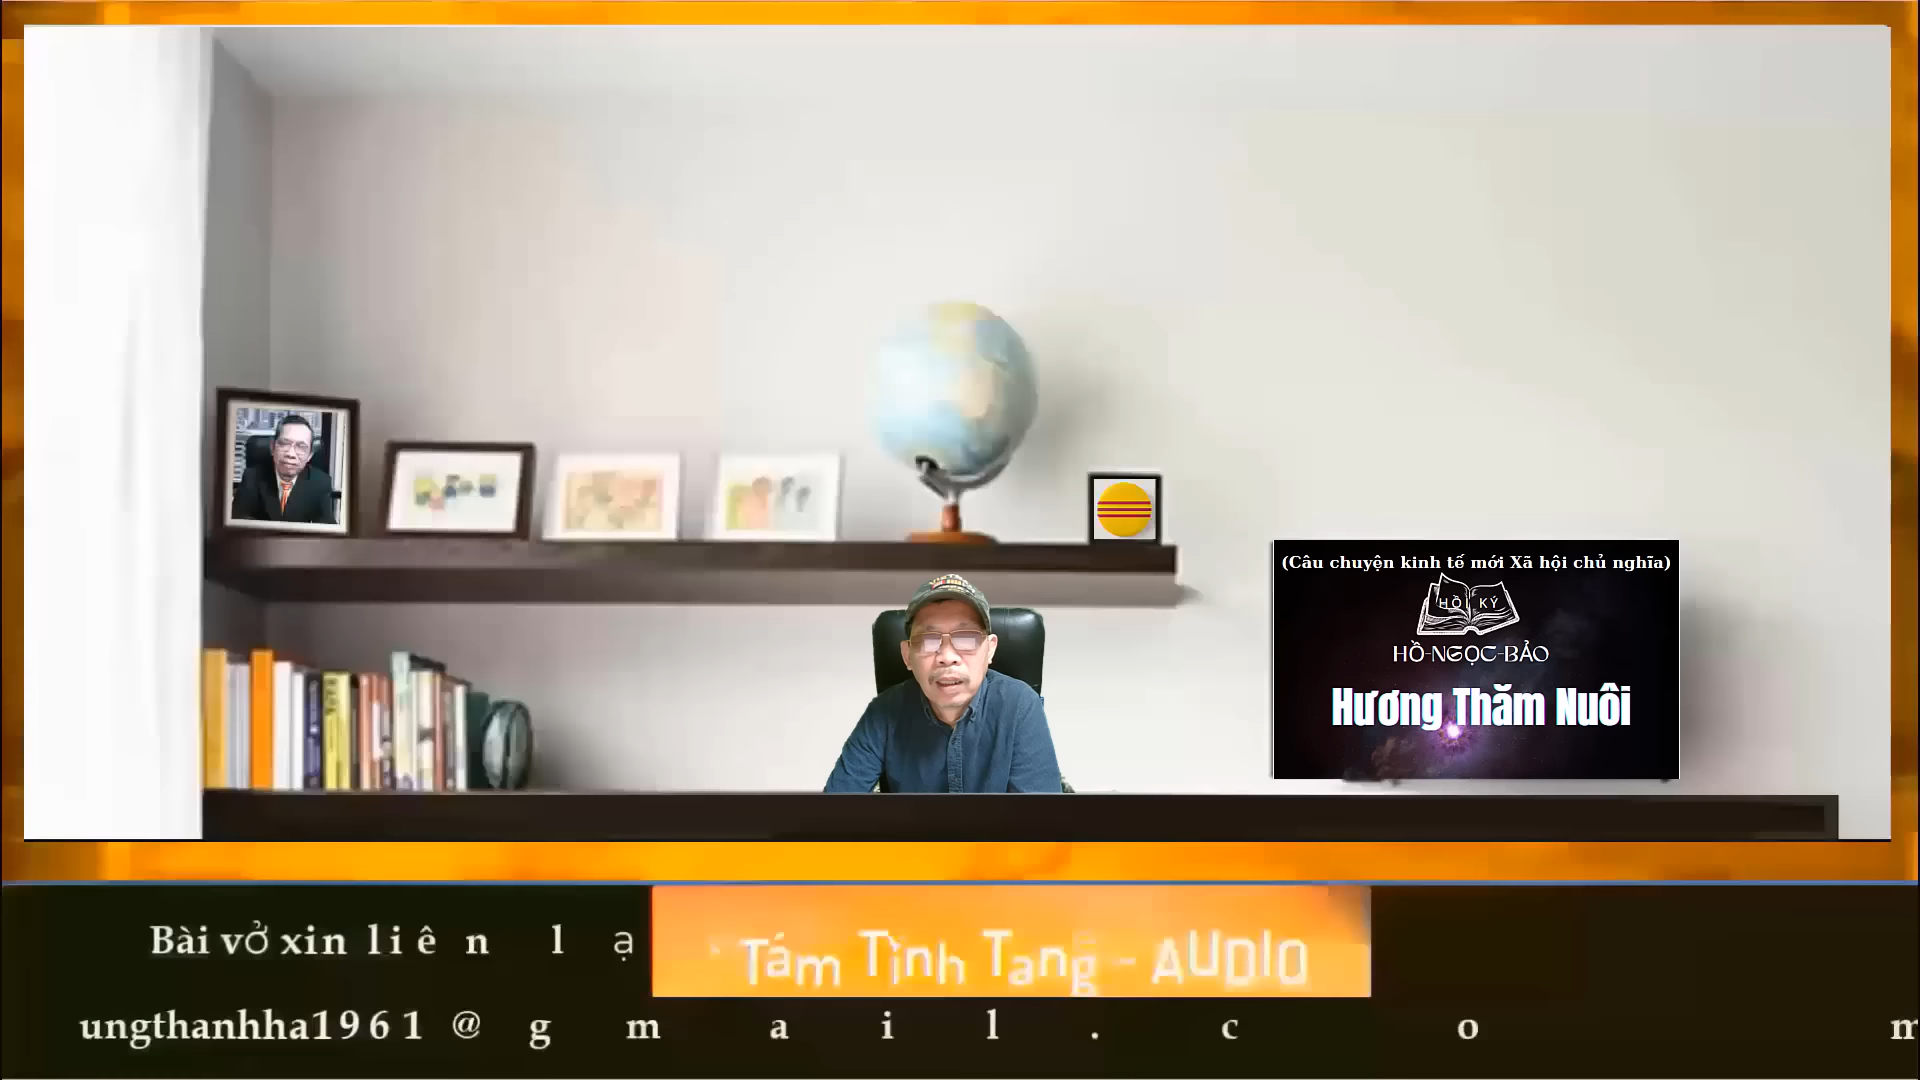 (Câu chuyện kinh tế mới Xã hội chủ nghĩa)
HỒI KÝ
HỒ-NGỌC-BẢO
Hương Thăm Nuôi
Bài vở xin liên lạ
Tám Tình Tang - AUDIO
ungthanhha1961@gmail.com